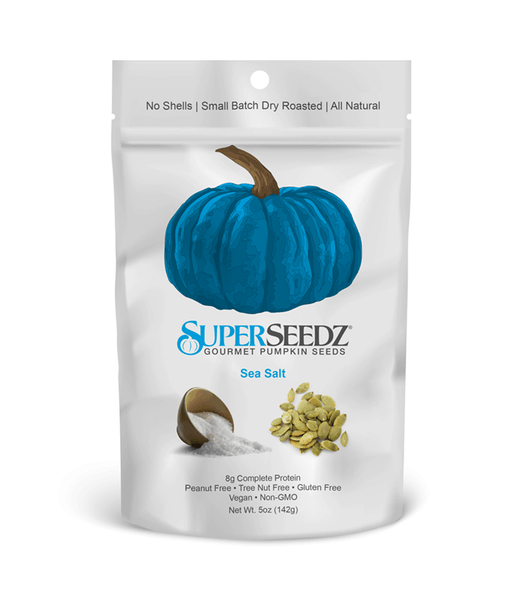 No Shells | Small Batch Dry Roasted | All Natural
SUPERSEEDZ®
GOURMET PUMPKIN SEEDS
Sea Salt
8g Complete Protein
Peanut Free • Tree Nut Free • Gluten Free
Vegan • Non-GMO
Net Wt. 5oz (142g)